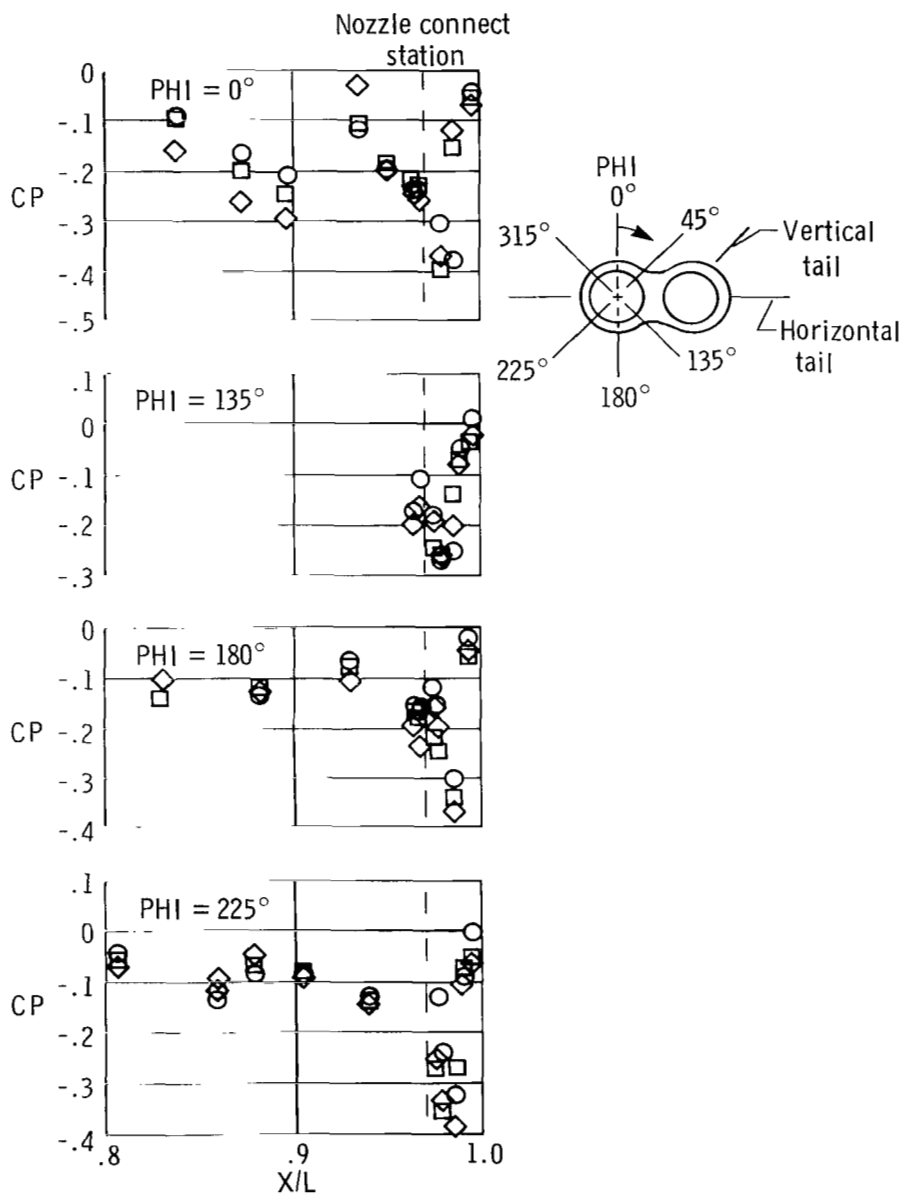 Nozzle connect
station
0
PHI = 0°
-.1
-.2
CP
-.3
-.4
-.5
PHI
0°
45°
315°
Vertical
tail
Horizontal
tail
225°
135°
180°
.1
PHI = 135°
0
CP -.1
-.2
-.3
0
PHI = 180°
-.1
CP -.2
-.3
-.4
.1
PHI = 225°
0
-.1
CP
-.2
-.3
-.4
.8 .9 1.0
X/L